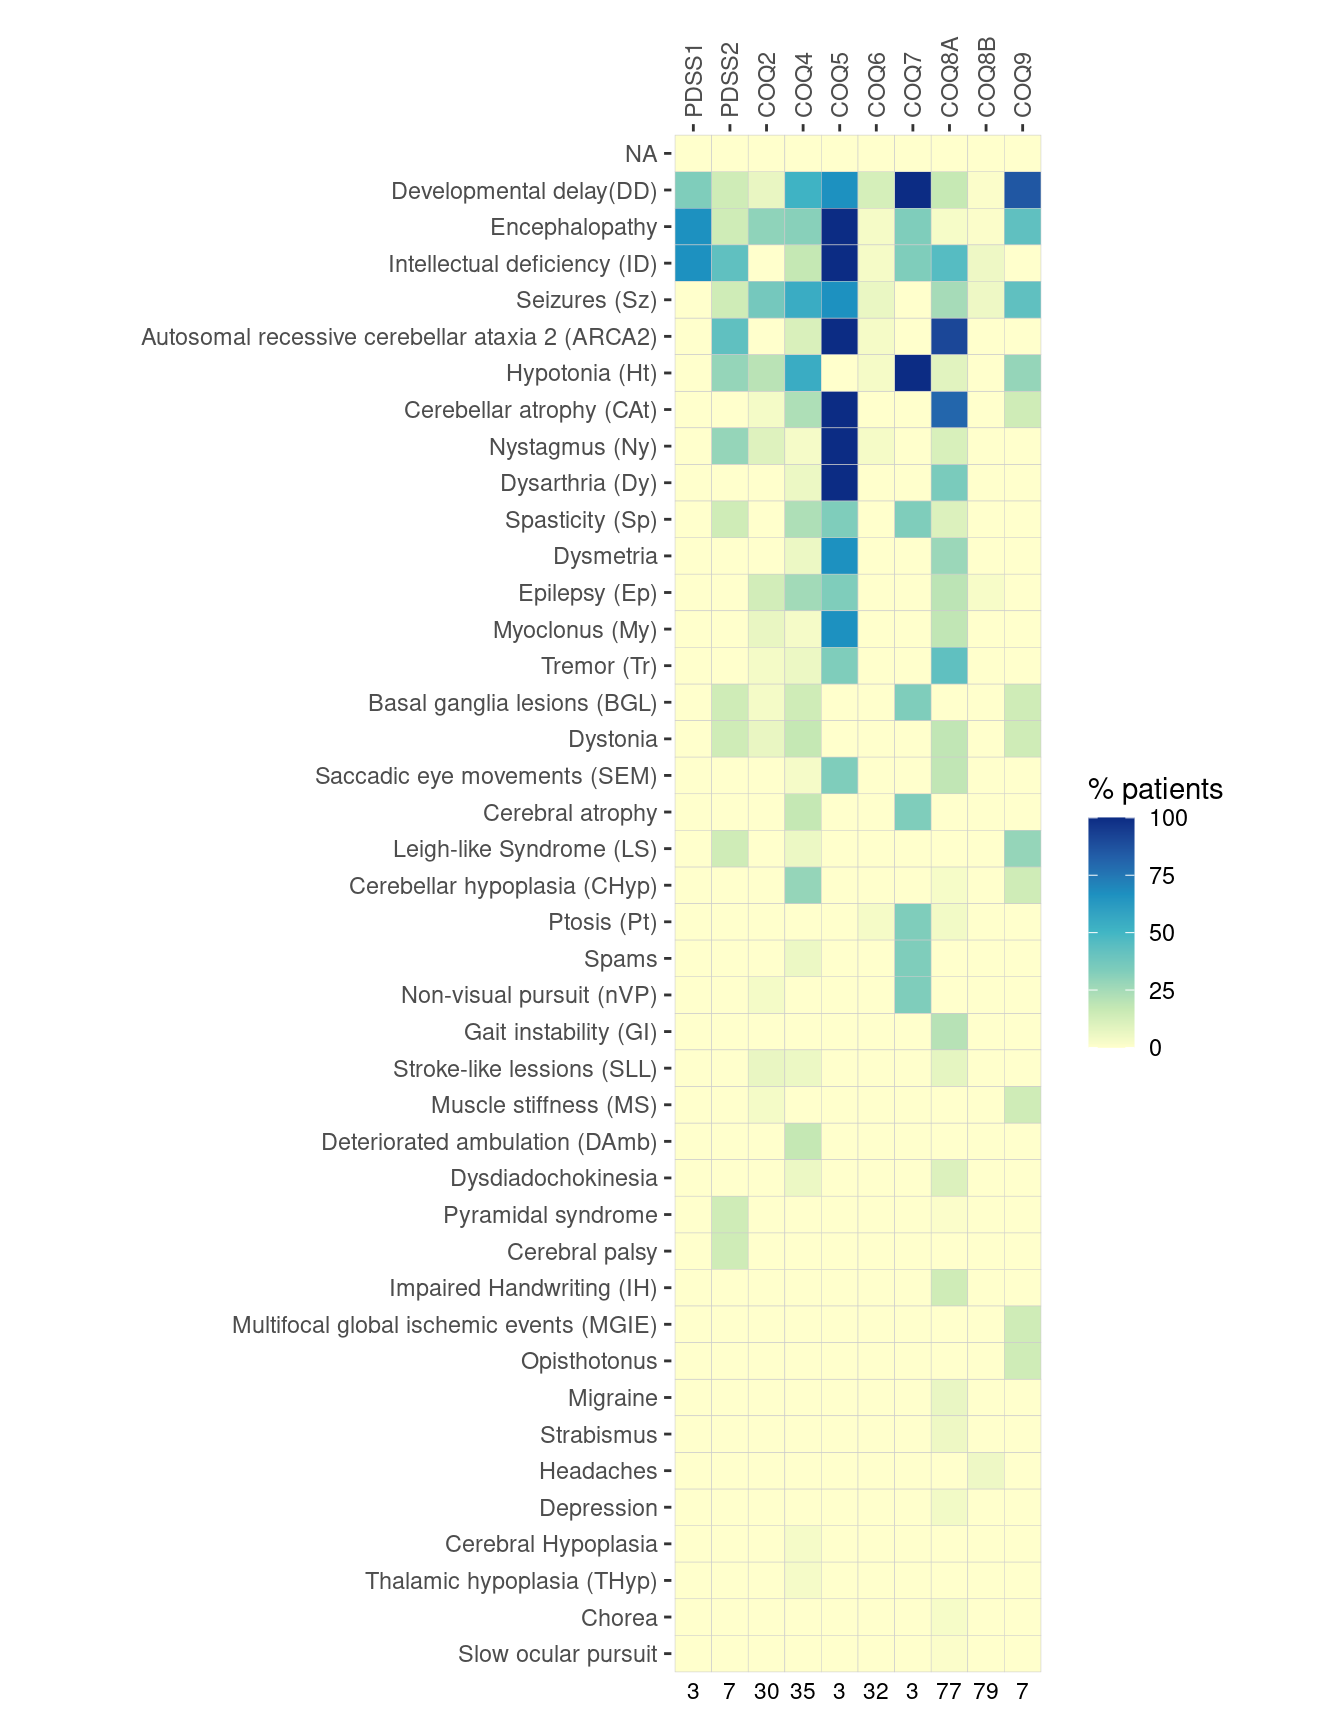 PDSS1 PDSS2 COQ2 COQ4 COQ5 COQ6 COQ7 COQ8A COQ8B COQ9
NA
Developmental delay(DD)
Encephalopathy
Intellectual deficiency (ID)
Seizures (Sz)
Autosomal recessive cerebellar ataxia 2 (ARCA2)
Hypotonia (Ht)
Cerebellar atrophy (CAt)
Nystagmus (Ny)
Dysarthria (Dy)
Spasticity (Sp)
Dysmetria
Epilepsy (Ep)
Myoclonus (My)
Tremor (Tr)
Basal ganglia lesions (BGL)
Dystonia
Saccadic eye movements (SEM)
Cerebral atrophy
Leigh-like Syndrome (LS)
Cerebellar hypoplasia (CHyp)
Ptosis (Pt)
Spams
Non-visual pursuit (nVP)
Gait instability (GI)
Stroke-like lessions (SLL)
Muscle stiffness (MS)
Deteriorated ambulation (DAmb)
Dysdiadochokinesia
Pyramidal syndrome
Cerebral palsy
Impaired Handwriting (IH)
Multifocal global ischemic events (MGIE)
Opisthotonus
Migraine
Strabismus
Headaches
Depression
Cerebral Hypoplasia
Thalamic hypoplasia (THyp)
Chorea
Slow ocular pursuit
3 7 30 35 3 32 3 77 79 7
% patients
100
75
50
25
0